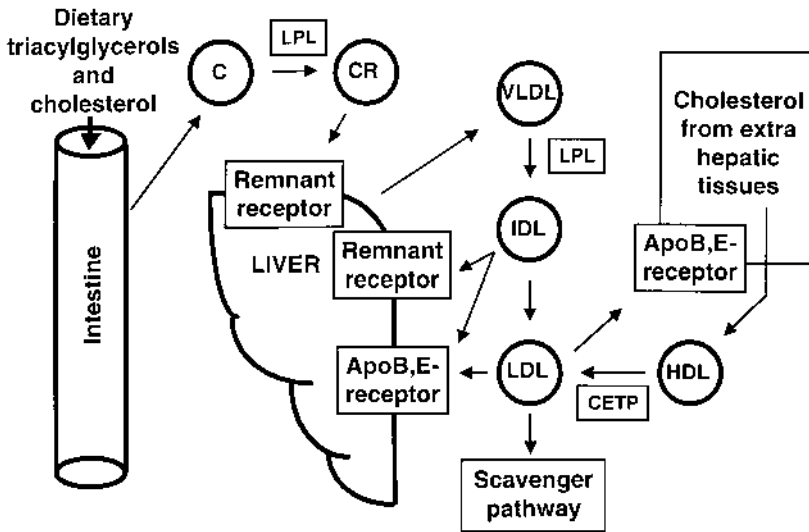 Dietary
triacylglycerols
and
cholesterol
LPL
C
CR
VLDL
Cholesterol
from extra
hepatic
tissues
LPL
Remnant
receptor
IDL
ApoB,E-
receptor
LIVER
Remnant
receptor
Intestine
ApoB,E-
receptor
LDL
HDL
CETP
Scavenger
pathway